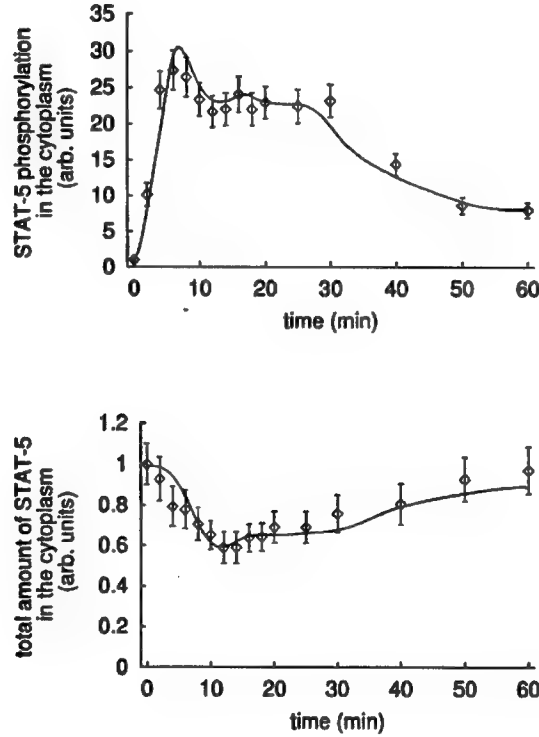 STAT-5 phosphorylation
in the cytoplasm
(arb. units)
35
30
25
20
15
10
5
0
0 10 20 30 40 50 60
time (min)
total amount of STAT-5
in the cytoplasm
(arb. units)
1.2
1
0.8
0.6
0.4
0.2
0
0 10 20 30 40 50 60
time (min)